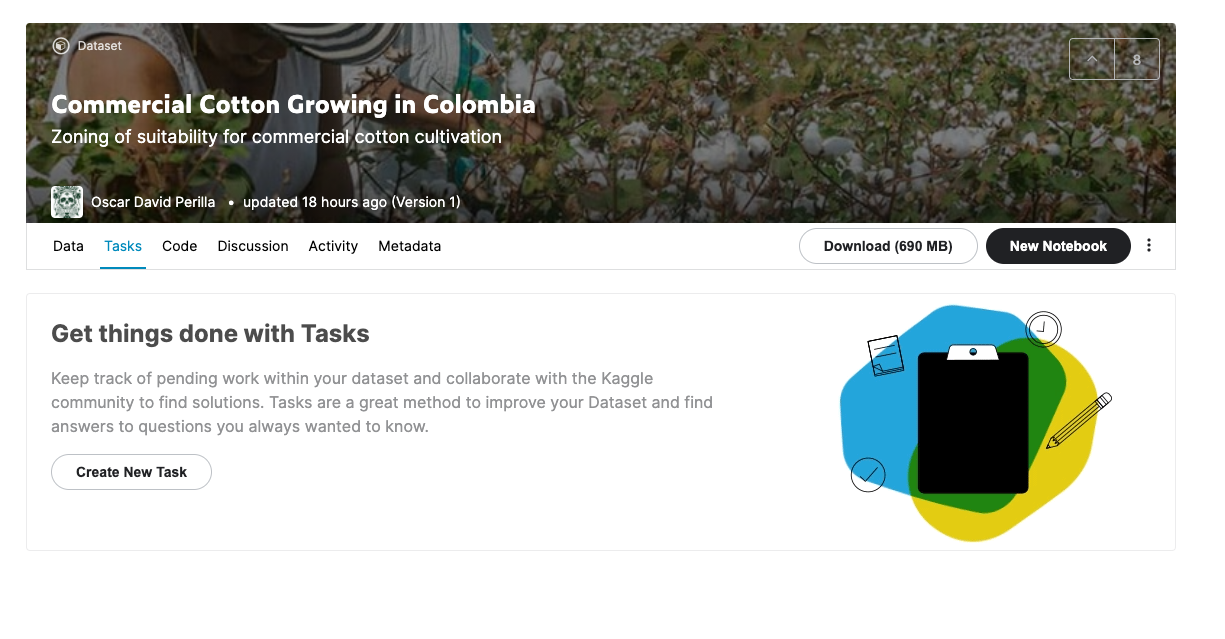 Dataset
8
Commercial Cotton Growing in Colombia
Zoning of suitability for commercial cotton cultivation
Oscar David Perilla • updated 18 hours ago (Version 1)
Data Tasks Code Discussion Activity Metadata Download (690 MB) New Notebook
Get things done with Tasks
Keep track of pending work within your dataset and collaborate with the Kaggle
community to find solutions. Tasks are a great method to improve your Dataset and find
answers to questions you always wanted to know.
Create New Task